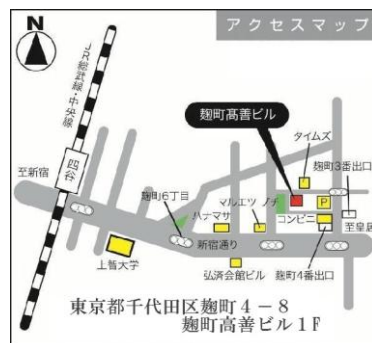 アクセスマップ
N
JR総武線・中央線
麹町髙善ビル
タイムズ
麹町3番出口
四谷
至新宿
麹町6丁目
ハナマサ
マルエツ プチ
P
コンビニ
至皇居
上智大学
新宿通り
弘済会館ビル
麹町4番出口
東京都千代田区麹町4-8
麹町高善ビル1F